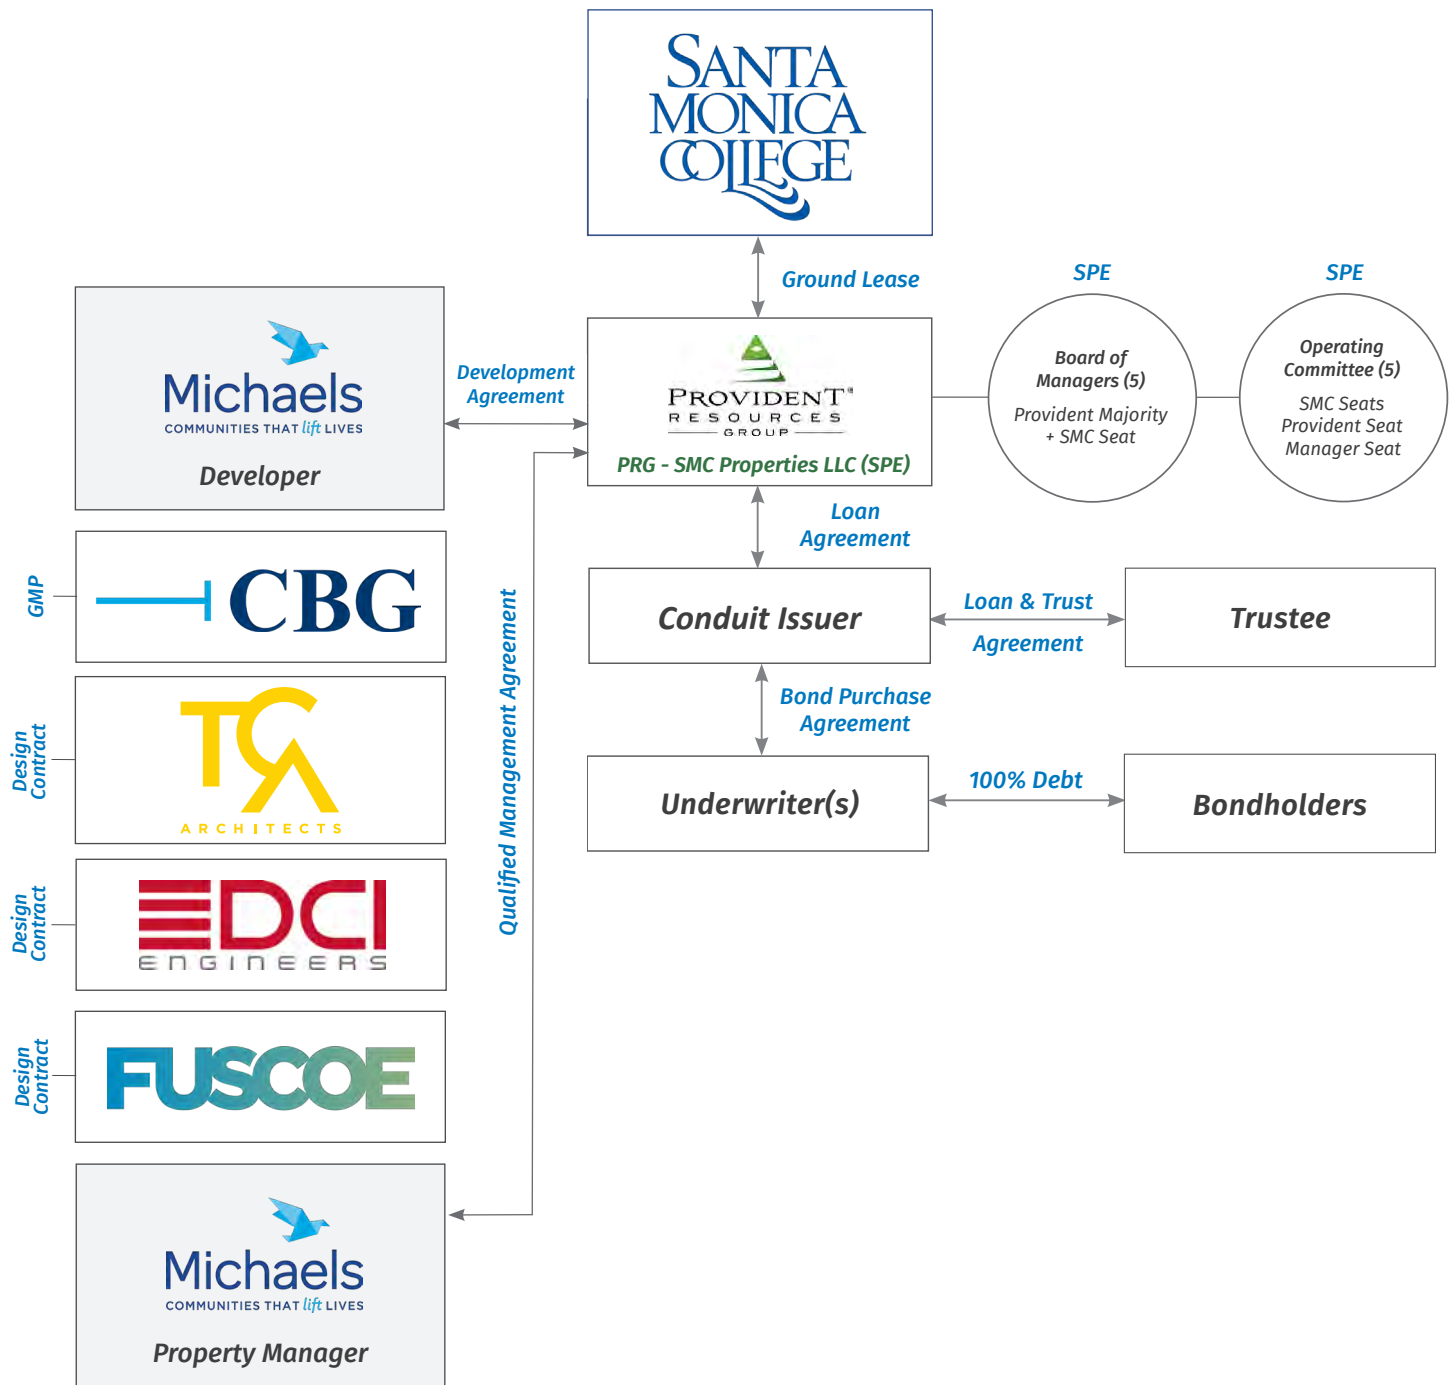 SANTA
MONICA
COLLEGE
Ground Lease
SPE
SPE
Michaels
COMMUNITIES THAT lift LIVES
Developer
Development
Agreement
PROVIDENT®
RESOURCES
GROUP
PRG - SMC Properties LLC (SPE)
Board of
Managers (5)
Provident Majority
+ SMC Seat
Operating
Committee (5)
SMC Seats
Provident Seat
Manager Seat
Loan
Agreement
GMP
CBG
Conduit Issuer
Loan & Trust
Agreement
Trustee
Qualified Management Agreement
Bond Purchase
Agreement
Design
Contract
TCA
ARCHITECTS
Underwriter(s)
100% Debt
Bondholders
Design
Contract
DCI
ENGINEERS
Design
Contract
FUSCOE
Michaels
COMMUNITIES THAT lift LIVES
Property Manager